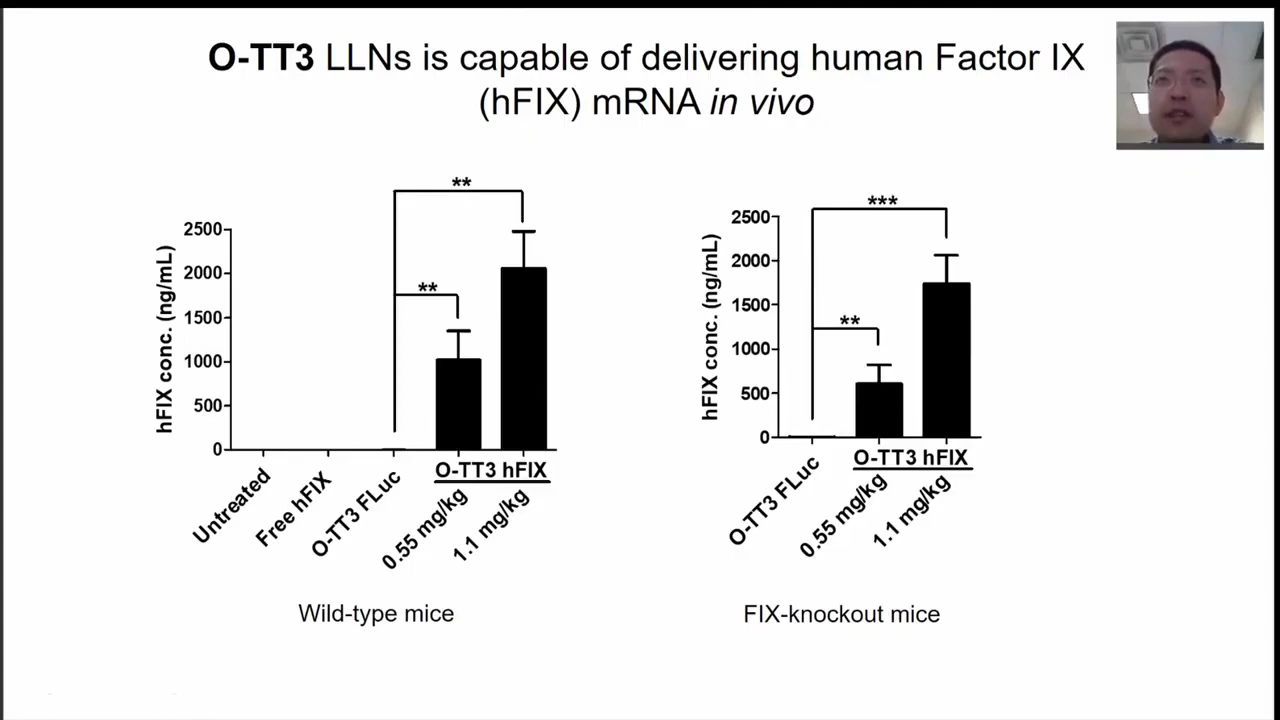 O-TT3 LLNs is capable of delivering human Factor IX
(hFIX) mRNA in vivo
**
**
2500
2000
1500
1000
500
0
hFIX conc. (ng/mL)
Untreated
Free hFIX
O-TT3 FLuc
O-TT3 hFIX
0.55 mg/kg
1.1 mg/kg
Wild-type mice
***
**
2500
2000
1500
1000
500
0
hFIX conc. (ng/mL)
O-TT3 FLuc
O-TT3 hFIX
0.55 mg/kg
1.1 mg/kg
FIX-knockout mice